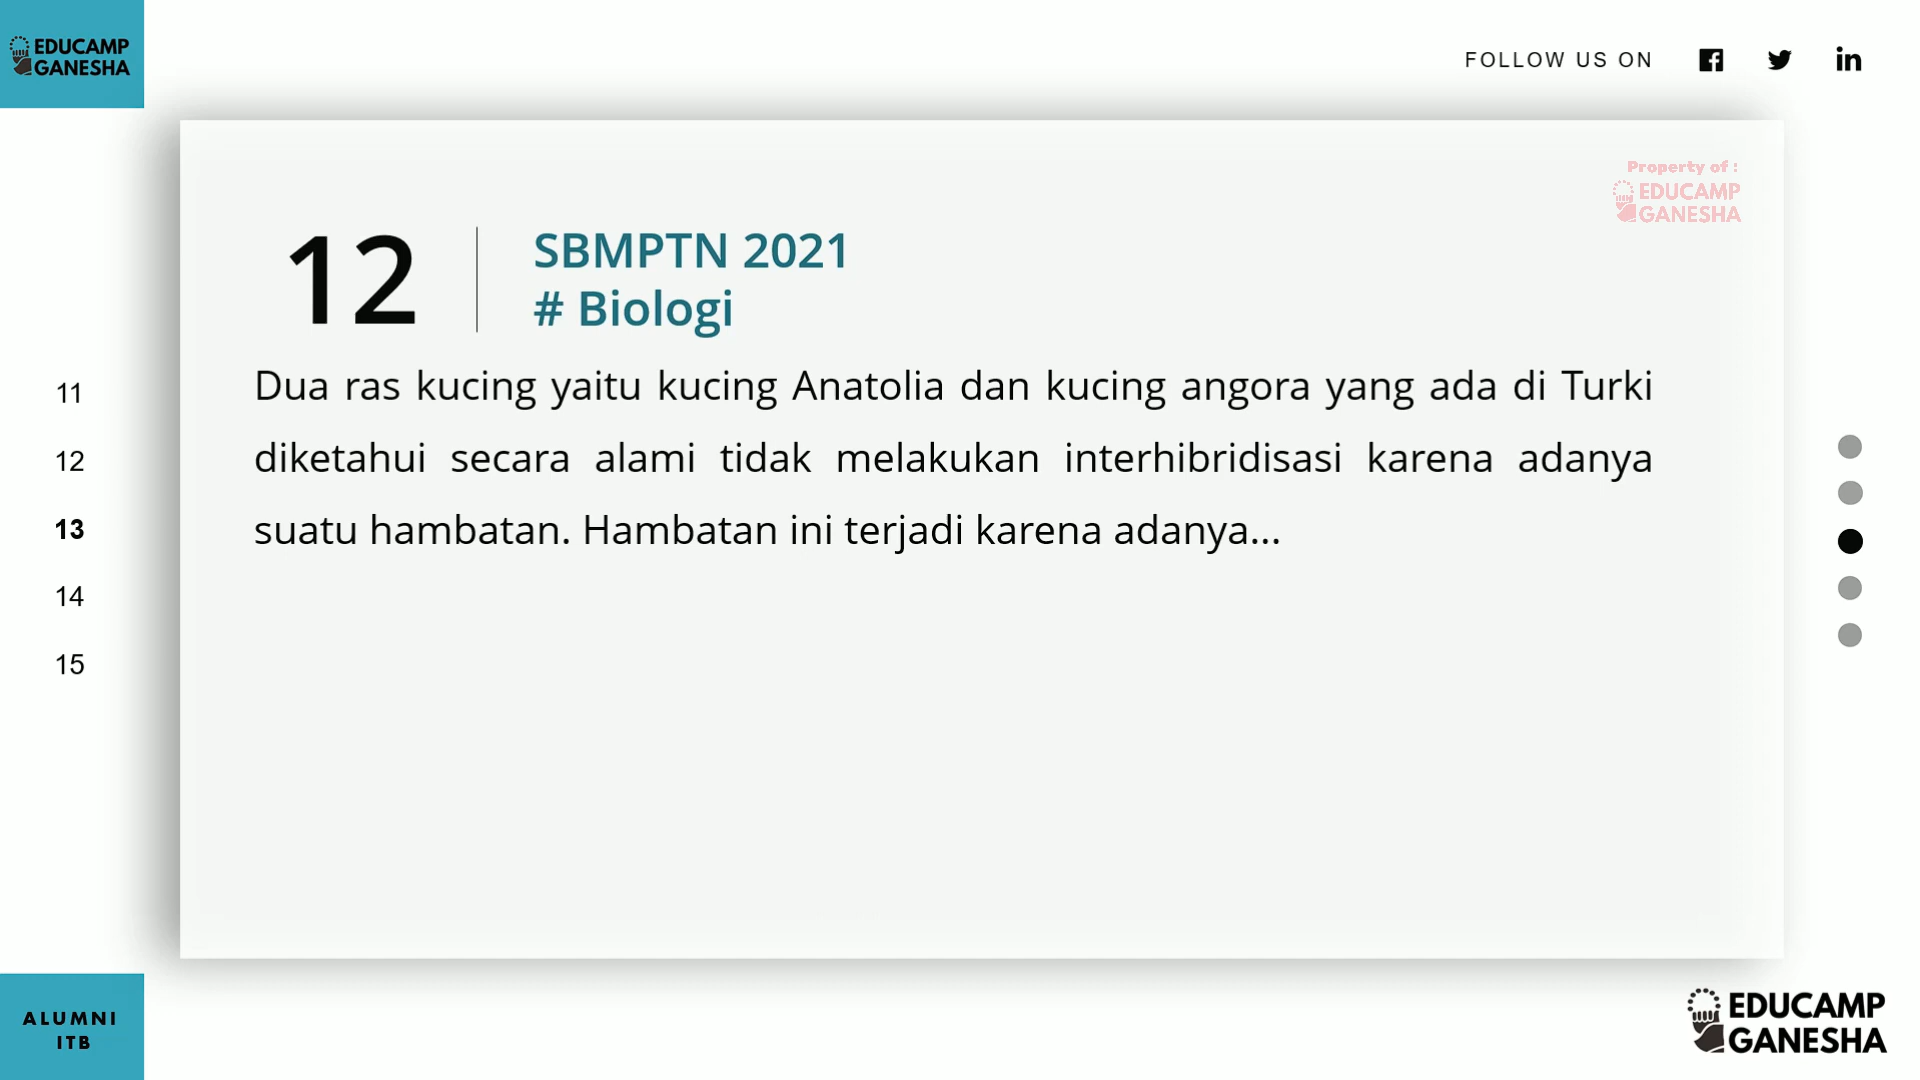 EDUCAMP
GANESHA
FOLLOW US ON
Property of :
EDUCAMP
GANESHA
12
SBMPTN 2021
# Biologi
Dua ras kucing yaitu kucing Anatolia dan kucing angora yang ada di Turki
diketahui secara alami tidak melakukan interhibridisasi karena adanya
suatu hambatan. Hambatan ini terjadi karena adanya...
11
12
13
14
15
ALUMNI
ITB
EDUCAMP
GANESHA